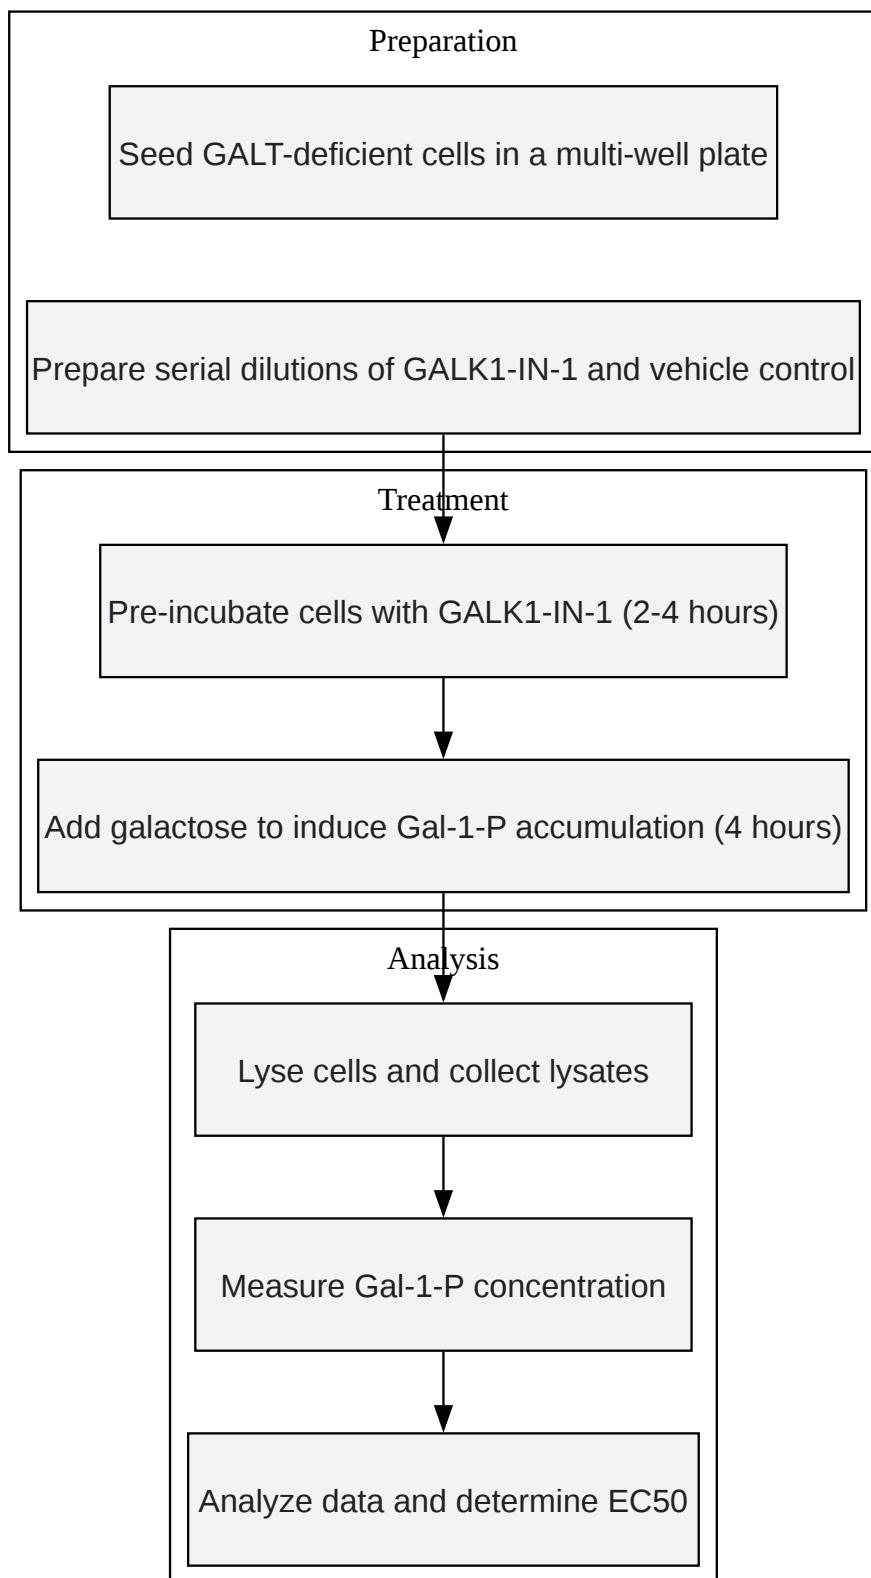 Preparation
Seed GALT-deficient cells in a multi-well plate
Prepare serial dilutions of GALK1-IN-1 and vehicle control
Treatment
Pre-incubate cells with GALK1-IN-1 (2-4 hours)
Add galactose to induce Gal-1-P accumulation (4 hours)
Analysis
Lyse cells and collect lysates
Measure Gal-1-P concentration
Analyze data and determine EC50